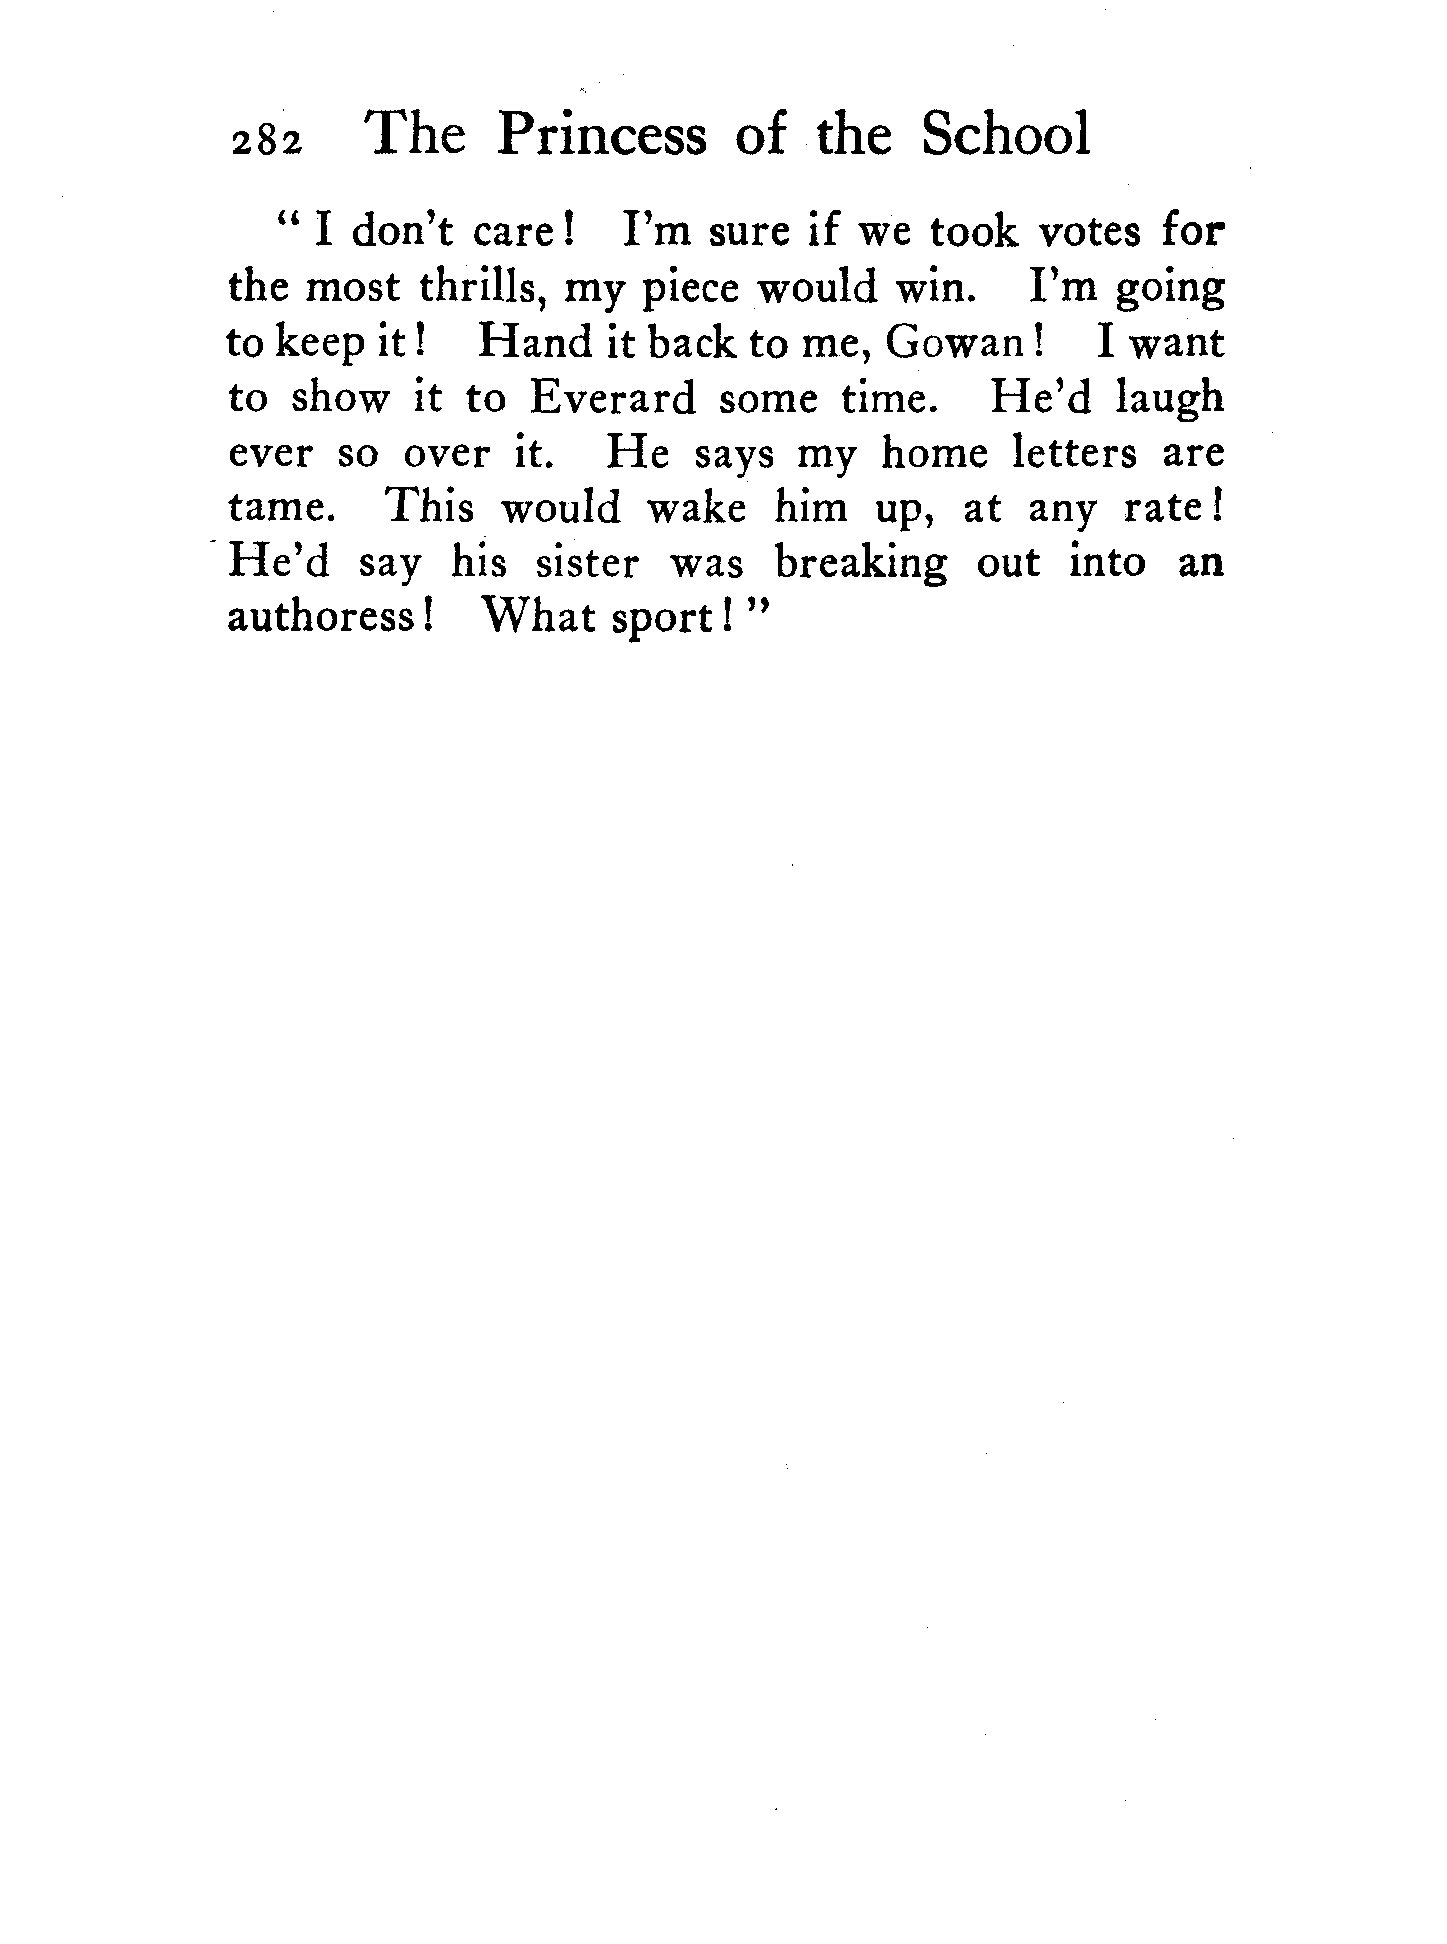 282 The Princess of the School
“ I don’t care! I’m sure if we took votes for
the most thrills, my piece would win. I’m going
to keep it! Hand it back to me, Gowan! I want
to show it to Everard some time. He’d laugh
ever so over it. He says my home letters are
tame. This would wake him up, at any rate!
He’d say his sister was breaking out into an
authoress! What sport! ”